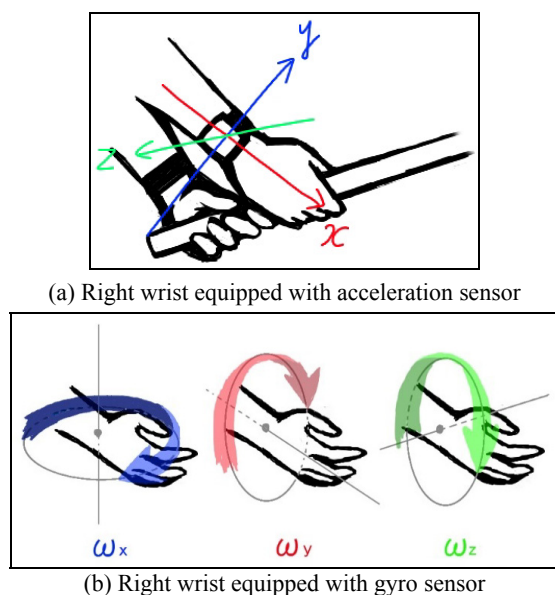 y
z
x
(a) Right wrist equipped with acceleration sensor
ωx ωy ωz
(b) Right wrist equipped with gyro sensor